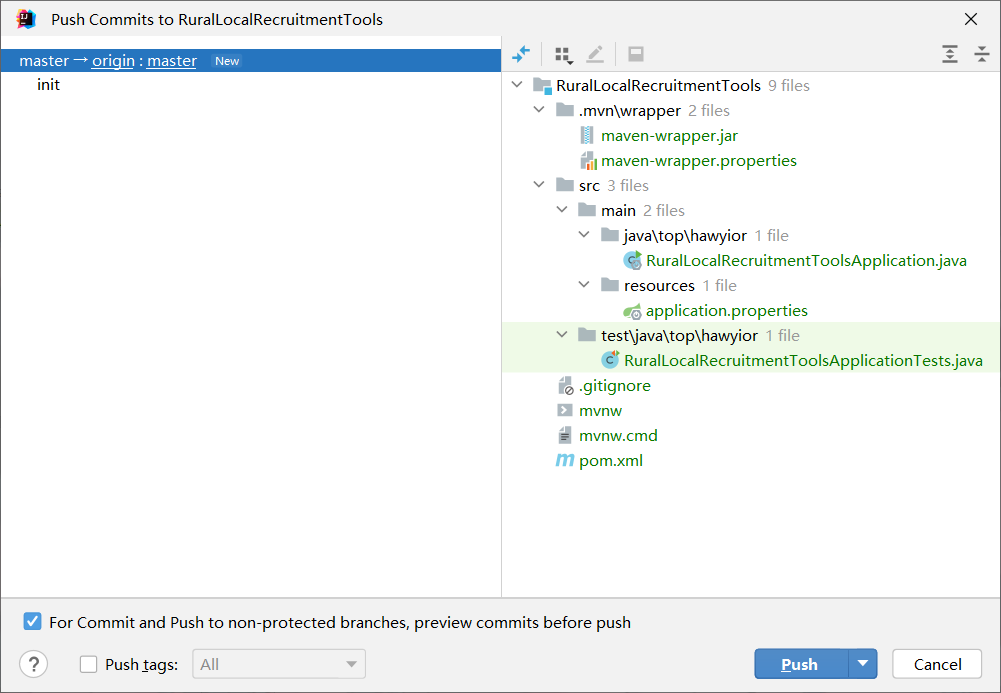 Push Commits to RuralLocalRecruitmentTools
master → origin : master New
init
RuralLocalRecruitmentTools 9 files
.mvn\wrapper 2 files
maven-wrapper.jar
maven-wrapper.properties
src 3 files
main 2 files
java\top\hawyior 1 file
RuralLocalRecruitmentToolsApplication.java
resources 1 file
application.properties
test\java\top\hawyior 1 file
RuralLocalRecruitmentToolsApplicationTests.java
.gitignore
mvnw
mvnw.cmd
pom.xml
For Commit and Push to non-protected branches, preview commits before push
? Push tags: All Push Cancel